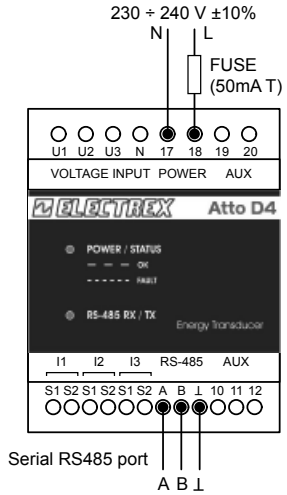 230 ÷ 240 V ±10%
N L
FUSE
(50mA T)
U1 U2 U3 N 17 18 19 20
VOLTAGE INPUT POWER AUX
ELECTREX Atto D4
POWER / STATUS
— — — OK
- - - - - - FAULT
RS-485 RX / TX
Energy Transducer
I1 I2 I3 RS-485 AUX
S1 S2 S1 S2 S1 S2 A B ⊥ 10 11 12
Serial RS485 port
A B ⊥